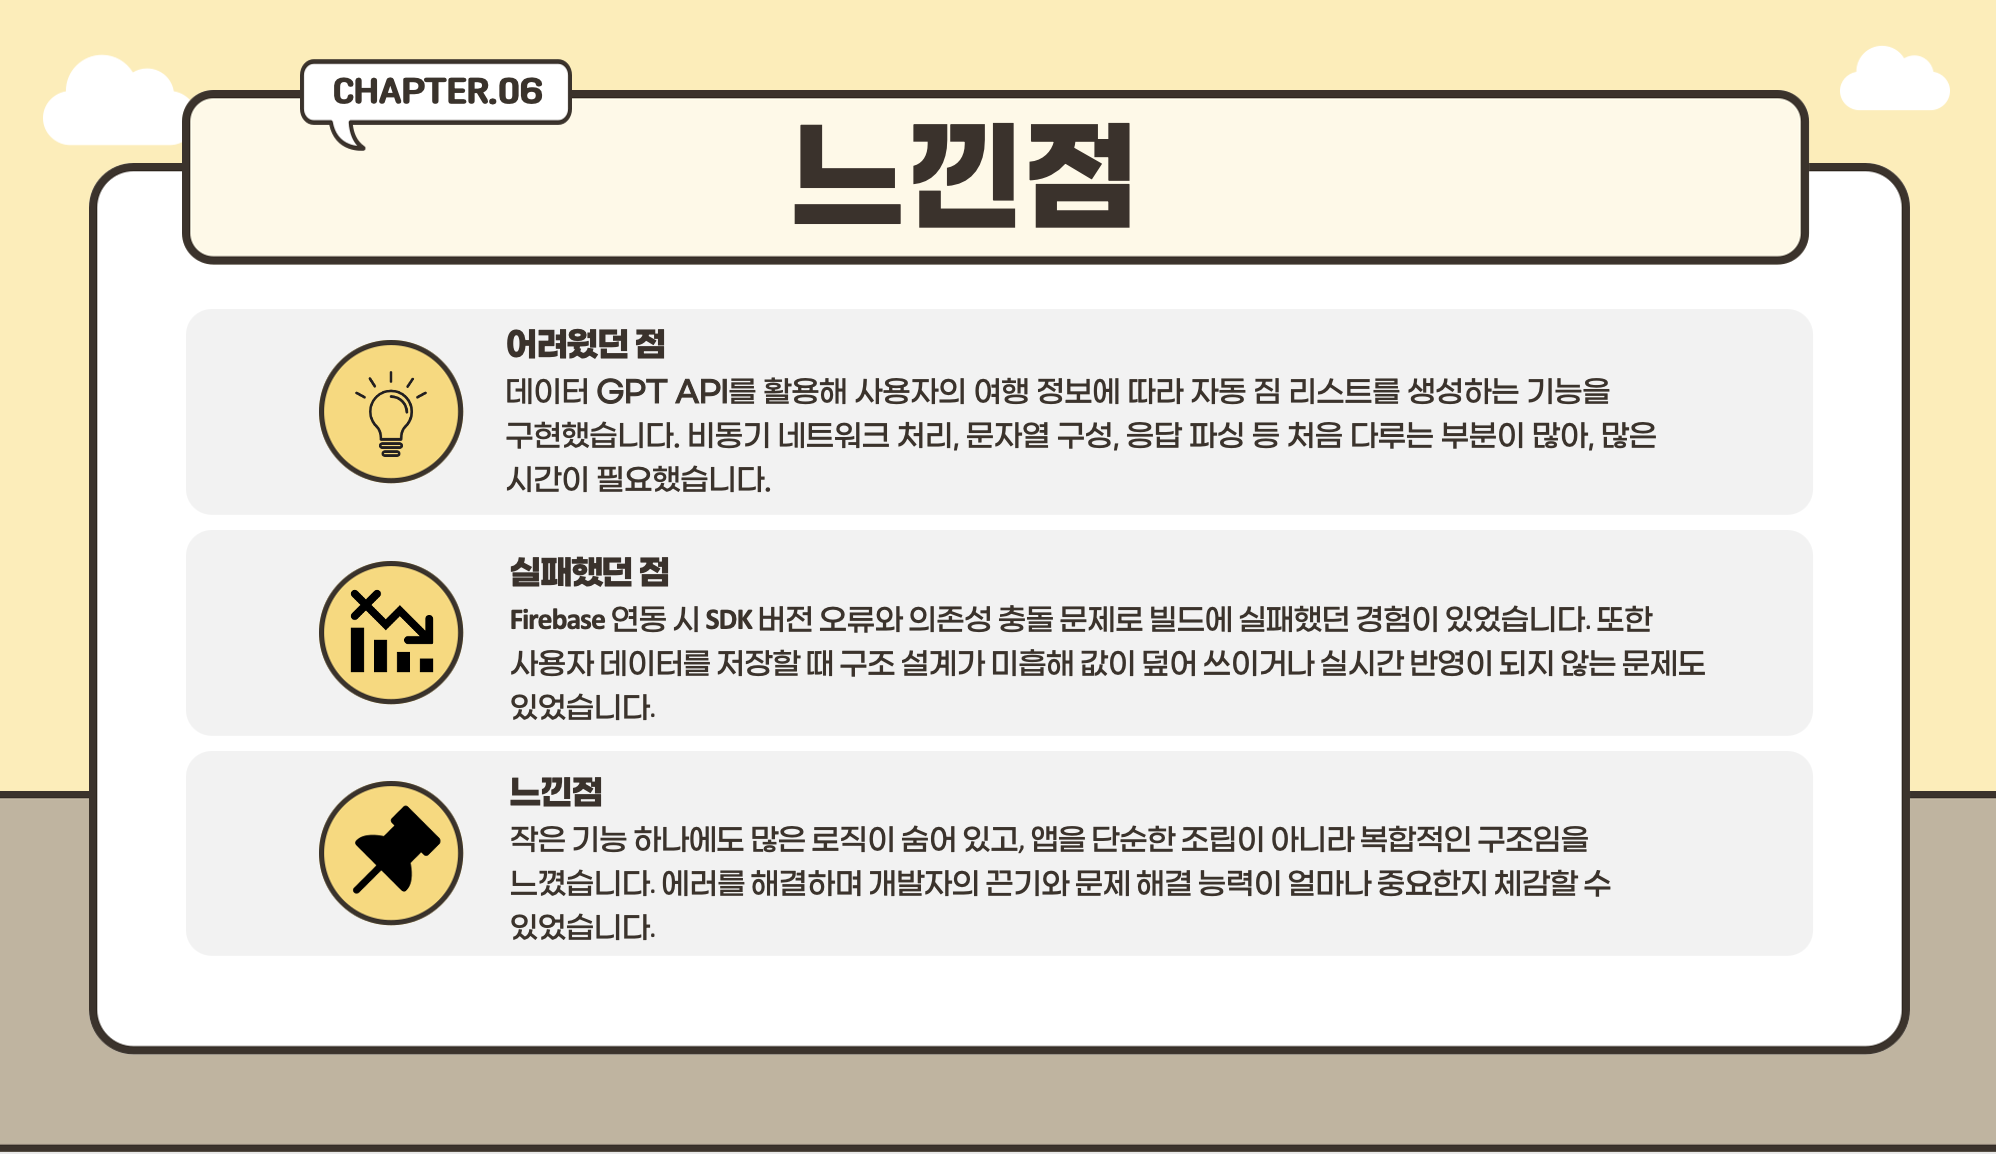 CHAPTER.06
느낀점
어려웠던 점
데이터 GPT API를 활용해 사용자의 여행 정보에 따라 자동 짐 리스트를 생성하는 기능을
구현했습니다. 비동기 네트워크 처리, 문자열 구성, 응답 파싱 등 처음 다루는 부분이 많아, 많은
시간이 필요했습니다.
실패했던 점
Firebase 연동 시 SDK 버전 오류와 의존성 충돌 문제로 빌드에 실패했던 경험이 있었습니다. 또한
사용자 데이터를 저장할 때 구조 설계가 미흡해 값이 덮어 쓰이거나 실시간 반영이 되지 않는 문제도
있었습니다.
느낀점
작은 기능 하나에도 많은 로직이 숨어 있고, 앱을 단순한 조립이 아니라 복합적인 구조임을
느꼈습니다. 에러를 해결하며 개발자의 끈기와 문제 해결 능력이 얼마나 중요한지 체감할 수
있었습니다.